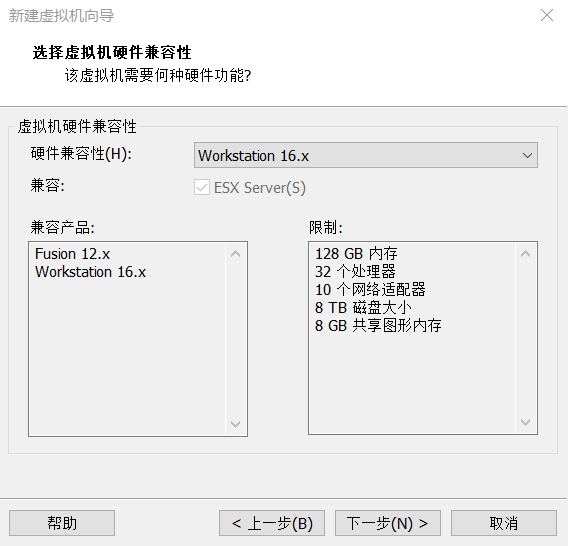 新建虚拟机向导
选择虚拟机硬件兼容性
该虚拟机需要何种硬件功能?
虚拟机硬件兼容性
硬件兼容性(H):
Workstation 16.x
兼容:
ESX Server(S)
兼容产品:
Fusion 12.x
Workstation 16.x
限制:
128 GB 内存
32 个处理器
10 个网络适配器
8 TB 磁盘大小
8 GB 共享图形内存
帮助
< 上一步(B)
下一步(N) >
取消